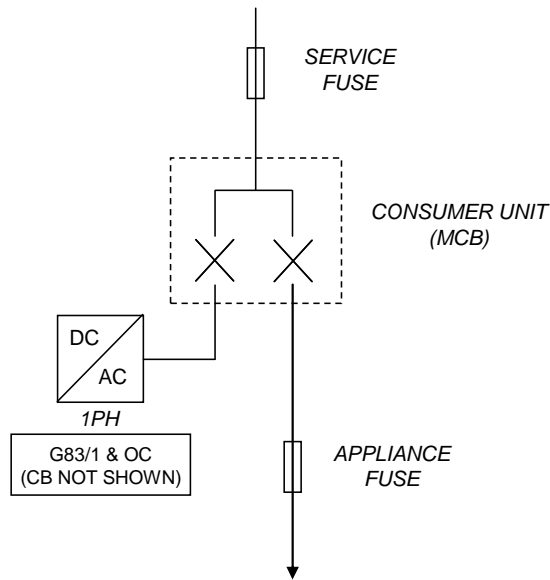 SERVICE
FUSE
CONSUMER UNIT
(MCB)
DC
AC
1PH
G83/1 & OC
(CB NOT SHOWN)
APPLIANCE
FUSE